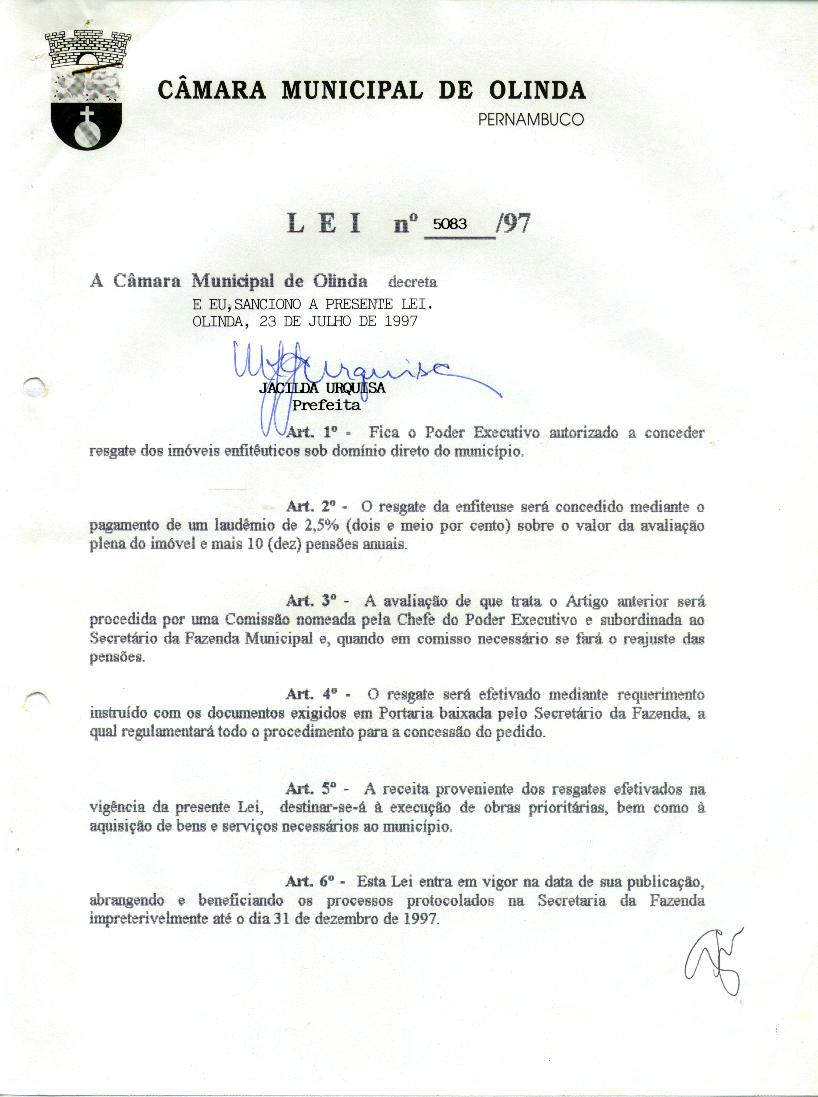 CÂMARA MUNICIPAL DE OLINDA
PERNAMBUCO
LEI nº 5083 /97
A Câmara Municipal de Olinda decreta
E EU, SANCIONO A PRESENTE LEI.
OLINDA, 23 DE JULHO DE 1997
JACILDA URQUISA
Prefeita
Art. 1º - Fica o Poder Executivo autorizado a conceder
resgate dos imóveis enfitêuticos sob domínio direto do município.
Art. 2º - O resgate da enfiteuse será concedido mediante o
pagamento de um laudêmio de 2,5% (dois e meio por cento) sobre o valor da avaliação
plena do imóvel e mais 10 (dez) pensões anuais.
Art. 3º - A avaliação de que trata o Artigo anterior será
procedida por uma Comissão nomeada pela Chefe do Poder Executivo e subordinada ao
Secretário da Fazenda Municipal e, quando em comisso necessário se fará o reajuste das
pensões.
Art. 4º - O resgate será efetivado mediante requerimento
instruído com os documentos exigidos em Portaria baixada pelo Secretário da Fazenda, a
qual regulamentará todo o procedimento para a concessão do pedido.
Art. 5º - A receita proveniente dos resgates efetivados na
vigência da presente Lei, destinar-se-á à execução de obras prioritárias, bem como à
aquisição de bens e serviços necessários ao município.
Art. 6º - Esta Lei entra em vigor na data de sua publicação,
abrangendo e beneficiando os processos protocolados na Secretaria da Fazenda
impreterivelmente até o dia 31 de dezembro de 1997.